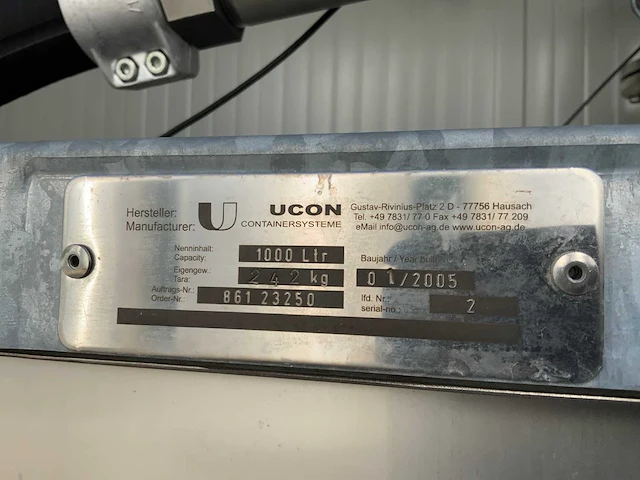 Hersteller:
Manufacturer:
UCON
CONTAINERSYSTEME
Gustav-Rivinius-Platz 2 D - 77756 Hausach
Tel. +49 7831/ 77 0 Fax +49 7831/ 77 209
eMail info@ucon-ag.de www.ucon-ag.de
Nenninhalt:
Capacity: 1000 Ltr
Baujahr / Year built: 01/2005
Eigengew.
Tara: 242 kg
Auftrags-Nr.:
Order-Nr.: 861 23250
lfd. Nr.:
serial-no.: 2